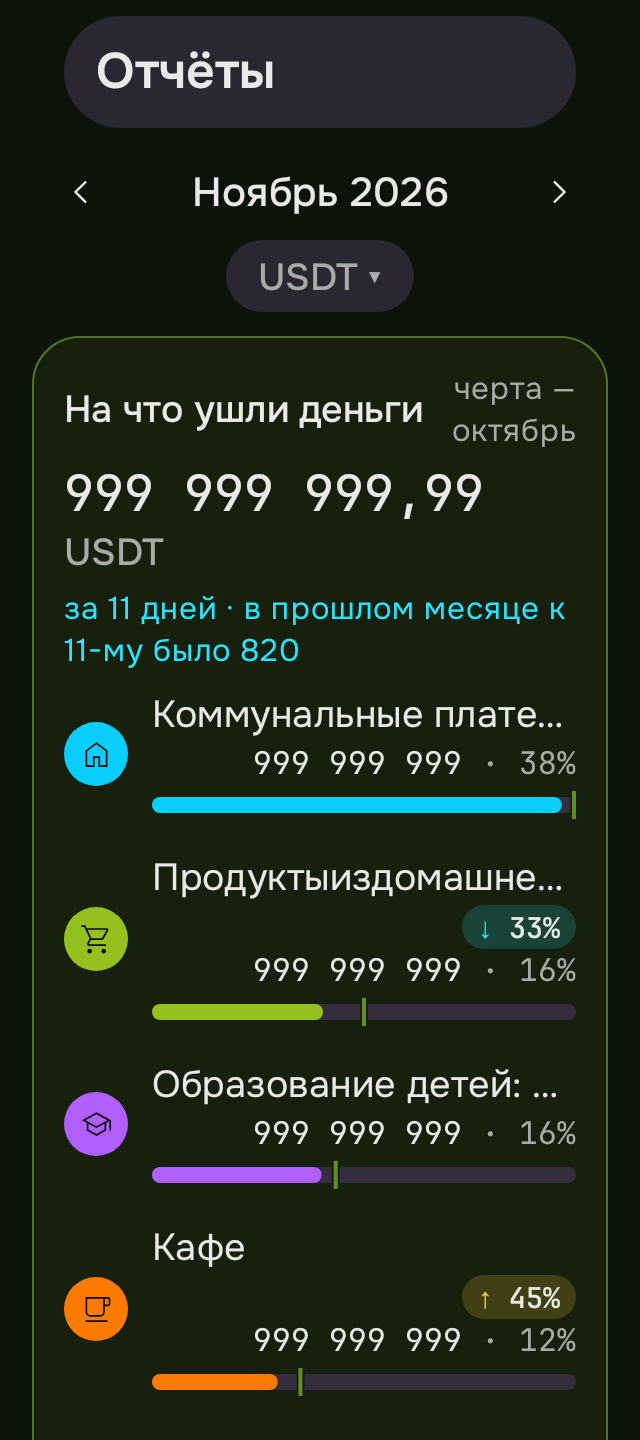 Отчёты
Ноябрь 2026
USDT ▾
На что ушли деньги
черта —
октябрь
999 999 999,99
USDT
за 11 дней · в прошлом месяце к
11-му было 820
Коммунальные плате...
999 999 999 · 38%
Продуктыиздомашне...
↓ 33%
999 999 999 · 16%
Образование детей: ...
999 999 999 · 16%
Кафе
↑ 45%
999 999 999 · 12%